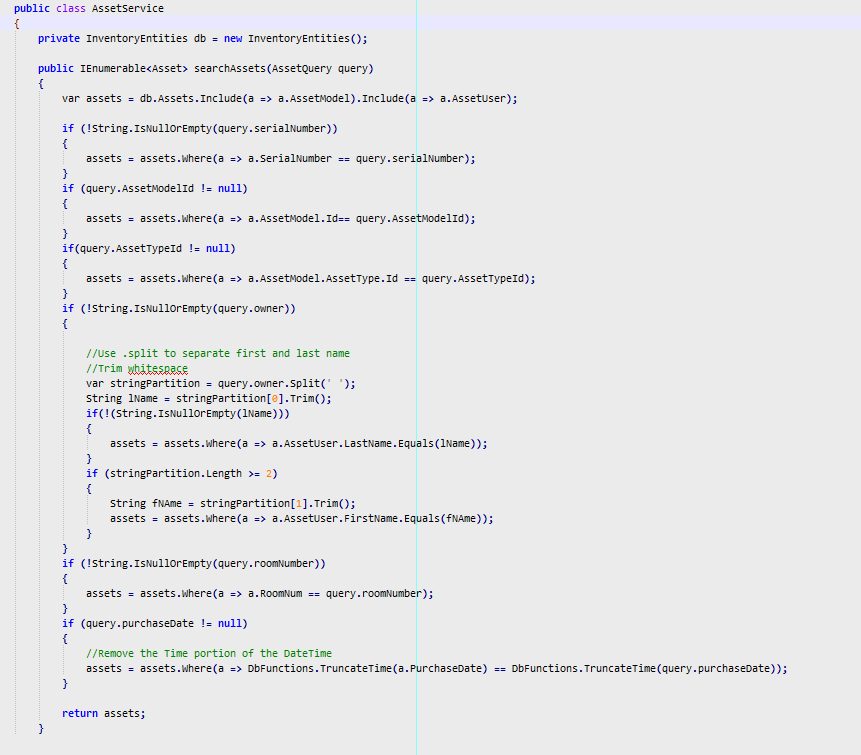 public class AssetService
{
    private InventoryEntities db = new InventoryEntities();

    public IEnumerable<Asset> searchAssets(AssetQuery query)
    {
        var assets = db.Assets.Include(a => a.AssetModel).Include(a => a.AssetUser);

        if (!String.IsNullOrEmpty(query.serialNumber))
        {
            assets = assets.Where(a => a.SerialNumber == query.serialNumber);
        }
        if (query.AssetModelId != null)
        {
            assets = assets.Where(a => a.AssetModel.Id== query.AssetModelId);
        }
        if(query.AssetTypeId != null)
        {
            assets = assets.Where(a => a.AssetModel.AssetType.Id == query.AssetTypeId);
        }
        if (!String.IsNullOrEmpty(query.owner))
        {

            //Use .split to separate first and last name
            //Trim whitespace
            var stringPartition = query.owner.Split(' ');
            String lName = stringPartition[0].Trim();
            if(!(String.IsNullOrEmpty(lName)))
            {
                assets = assets.Where(a => a.AssetUser.LastName.Equals(lName));
            }
            if (stringPartition.Length >= 2)
            {
                String fNAme = stringPartition[1].Trim();
                assets = assets.Where(a => a.AssetUser.FirstName.Equals(fNAme));
            }
        }
        if (!String.IsNullOrEmpty(query.roomNumber))
        {
            assets = assets.Where(a => a.RoomNum == query.roomNumber);
        }
        if (query.purchaseDate != null)
        {
            //Remove the Time portion of the DateTime
            assets = assets.Where(a => DbFunctions.TruncateTime(a.PurchaseDate) == DbFunctions.TruncateTime(query.purchaseDate));
        }

        return assets;
    }